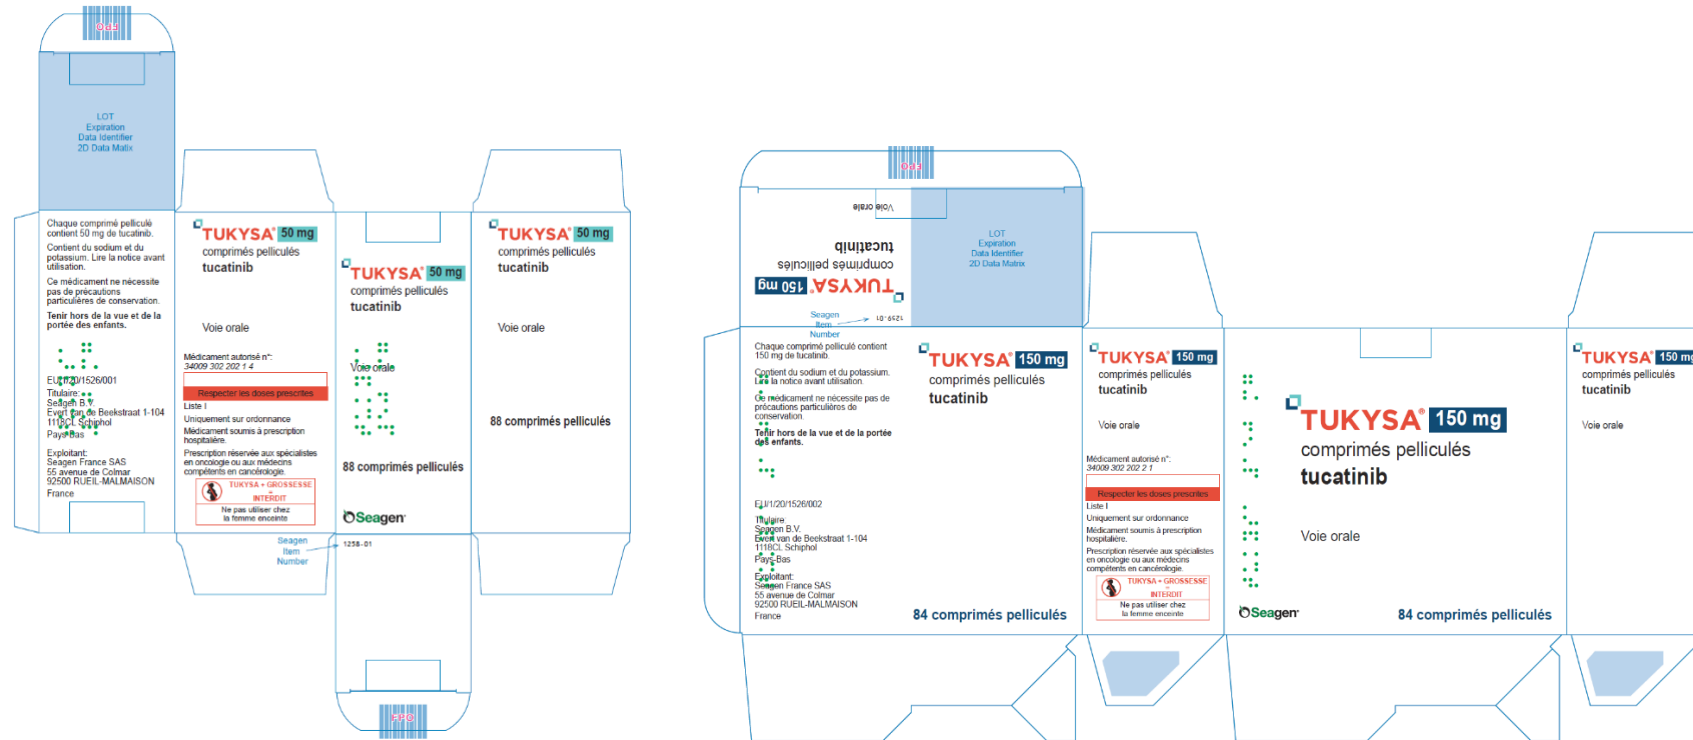 FPO
LOT
Expiration
Data Identifier
2D Data Matix
Chaque comprimé pelliculé
contient 50 mg de tucatinib.
Contient du sodium et du
potassium. Lire la notice avant
utilisation.
Ce médicament ne nécessite
pas de précautions
particulières de conservation.
Tenir hors de la vue et de la
portée des enfants.
EU/1/20/1526/001
Titulaire:
Seagen B.V.
Evert van de Beekstraat 1-104
1118CL Schiphol
Pays-Bas
Exploitant:
Seagen France SAS
55 avenue de Colmar
92500 RUEIL-MALMAISON
France
TUKYSA® 50 mg
comprimés pelliculés
tucatinib
Voie orale
Médicament autorisé n°:
34009 302 202 1 4
Respecter les doses prescrites
Liste I
Uniquement sur ordonnance
Médicament soumis à prescription
hospitalière.
Prescription réservée aux spécialistes
en oncologie ou aux médecins
compétents en cancérologie.
TUKYSA + GROSSESSE
=
INTERDIT
Ne pas utiliser chez
la femme enceinte
TUKYSA® 50 mg
comprimés pelliculés
tucatinib
Voie orale
88 comprimés pelliculés
Seagen®
TUKYSA® 50 mg
comprimés pelliculés
tucatinib
Voie orale
88 comprimés pelliculés
Seagen
Item
Number
1258-01
FPO
FPO
Voie orale
tucatinib
comprimés pelliculés
TUKYSA® 150 mg
LOT
Expiration
Data Identifier
2D Data Matrix
Seagen
Item
Number
1259-01
Chaque comprimé pelliculé contient
150 mg de tucatinib.
Contient du sodium et du potassium.
Lire la notice avant utilisation.
Ce médicament ne nécessite pas de
précautions particulières de
conservation.
Tenir hors de la vue et de la portée
des enfants.
EU/1/20/1526/002
Titulaire:
Seagen B.V.
Evert van de Beekstraat 1-104
1118CL Schiphol
Pays-Bas
Exploitant:
Seagen France SAS
55 avenue de Colmar
92500 RUEIL-MALMAISON
France
TUKYSA® 150 mg
comprimés pelliculés
tucatinib
84 comprimés pelliculés
TUKYSA® 150 mg
comprimés pelliculés
tucatinib
Voie orale
Médicament autorisé n°:
34009 302 202 2 1
Respecter les doses prescrites
Liste I
Uniquement sur ordonnance
Médicament soumis à prescription
hospitalière.
Prescription réservée aux spécialistes
en oncologie ou aux médecins
compétents en cancérologie.
TUKYSA + GROSSESSE
=
INTERDIT
Ne pas utiliser chez
la femme enceinte
TUKYSA® 150 mg
comprimés pelliculés
tucatinib
Voie orale
Seagen®
84 comprimés pelliculés
TUKYSA® 150 mg
comprimés pelliculés
tucatinib
Voie orale